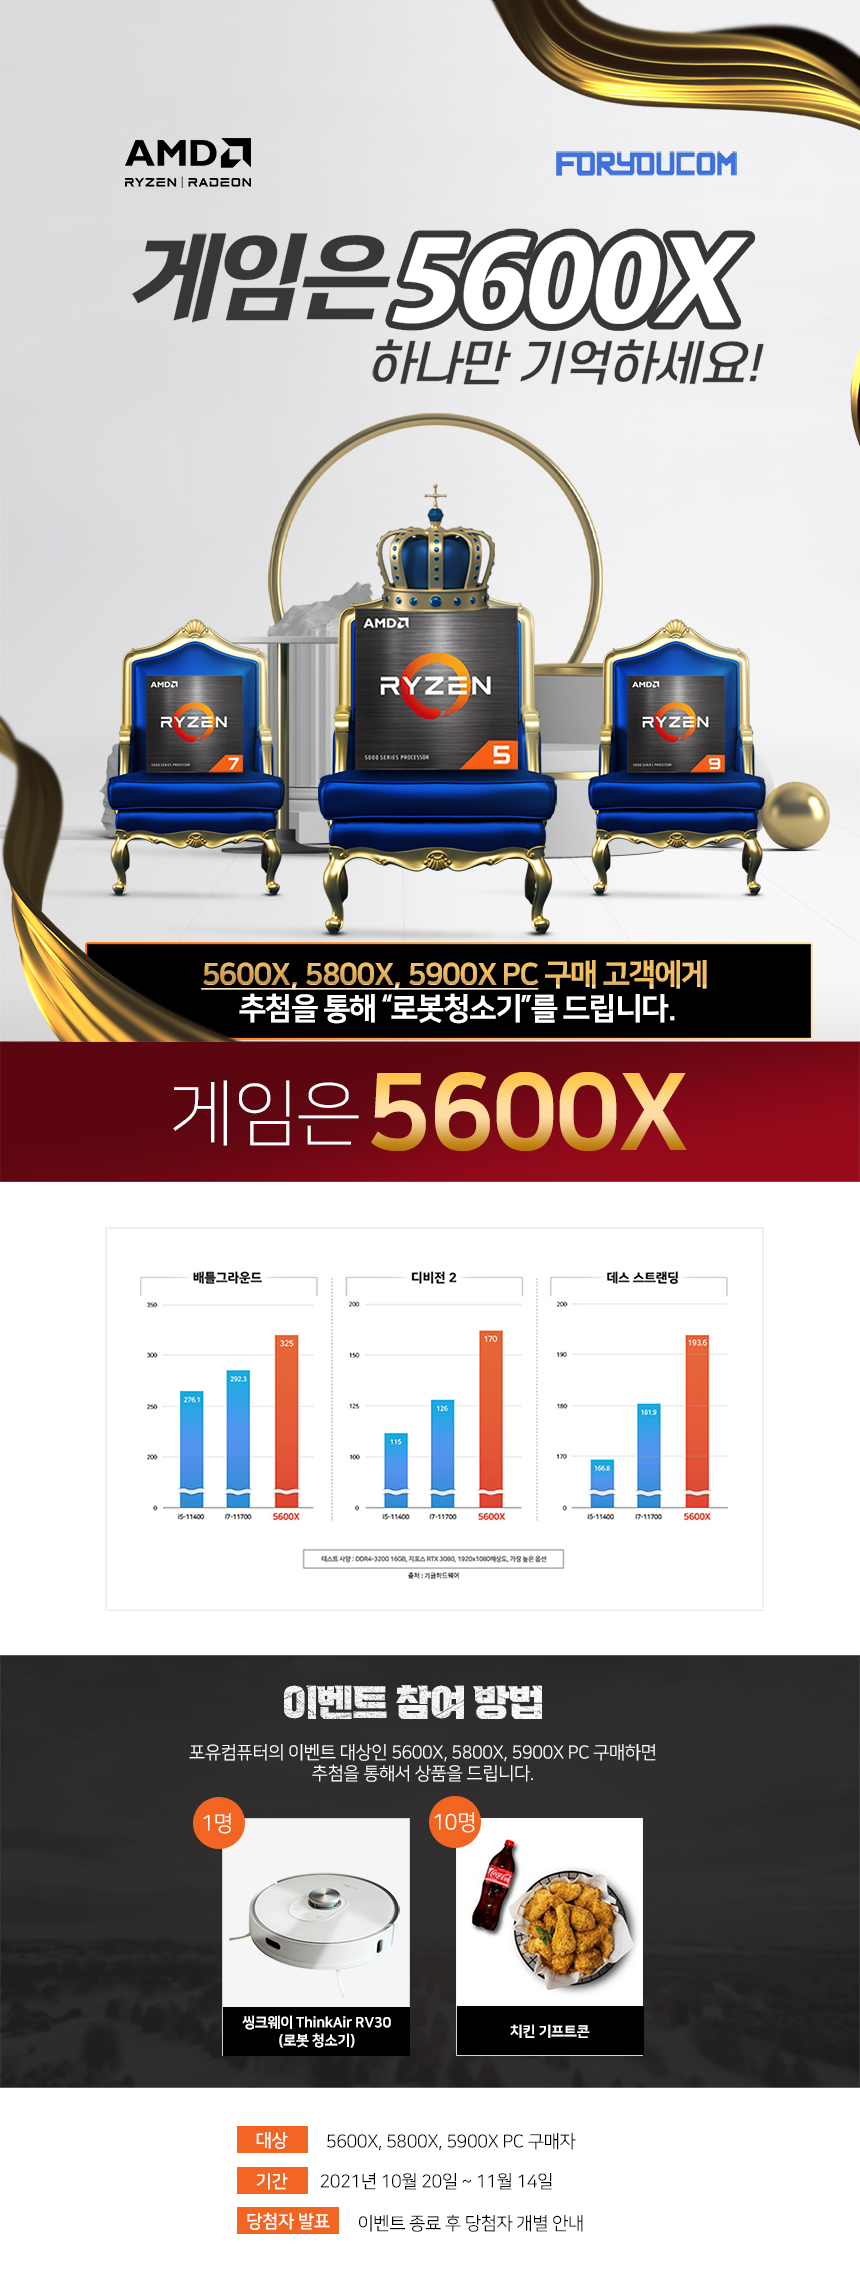 AMD
RYZEN | RADEON
FORYOUCOM
게임은 5600X
하나만 기억하세요!
AMD
RYZEN
5000 SERIES PROCESSOR
7
AMD
RYZEN
5000 SERIES PROCESSOR
5
AMD
RYZEN
5000 SERIES PROCESSOR
9
5600X, 5800X, 5900X PC 구매 고객에게
추첨을 통해 “로봇청소기”를 드립니다.
게임은 5600X
배틀그라운드
350
300
250
200
0
276.1
292.3
325
i5-11400
i7-11700
5600X
디비전 2
200
150
125
100
0
115
126
170
i5-11400
i7-11700
5600X
데스 스트랜딩
200
190
180
170
0
166.8
181.9
193.6
i5-11400
i7-11700
5600X
테스트 사양 : DDR4-3200 16GB, 지포스 RTX 3080, 1920x1080해상도, 가장 높은 옵션
출처 : 기글하드웨어
이벤트 참여 방법
포유컴퓨터의 이벤트 대상인 5600X, 5800X, 5900X PC 구매하면
추첨을 통해서 상품을 드립니다.
1명
10명
Coca-Cola
씽크웨이 ThinkAir RV30
(로봇 청소기)
치킨 기프트콘
대상 5600X, 5800X, 5900X PC 구매자
기간 2021년 10월 20일 ~ 11월 14일
당첨자 발표 이벤트 종료 후 당첨자 개별 안내